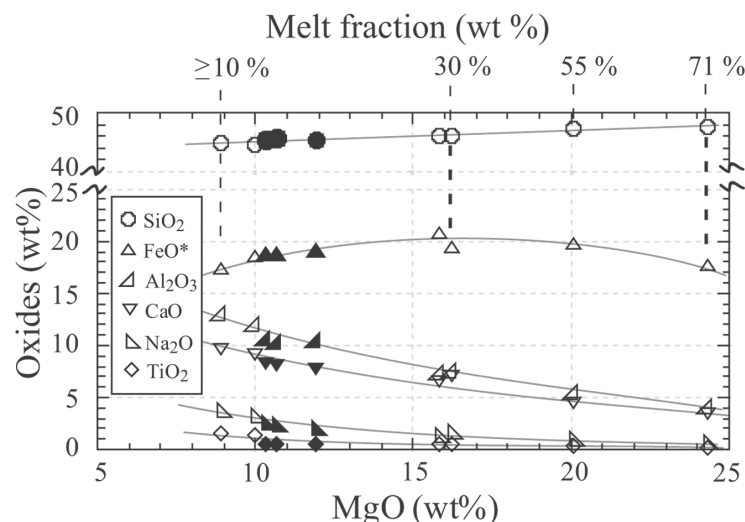 Melt fraction (wt %)
≥10 % 30 % 55 % 71 %
50
40
25
20
15
10
5
0
Oxides (wt%)
SiO₂
FeO*
Al₂O₃
CaO
Na₂O
TiO₂
5 10 15 20 25
MgO (wt%)